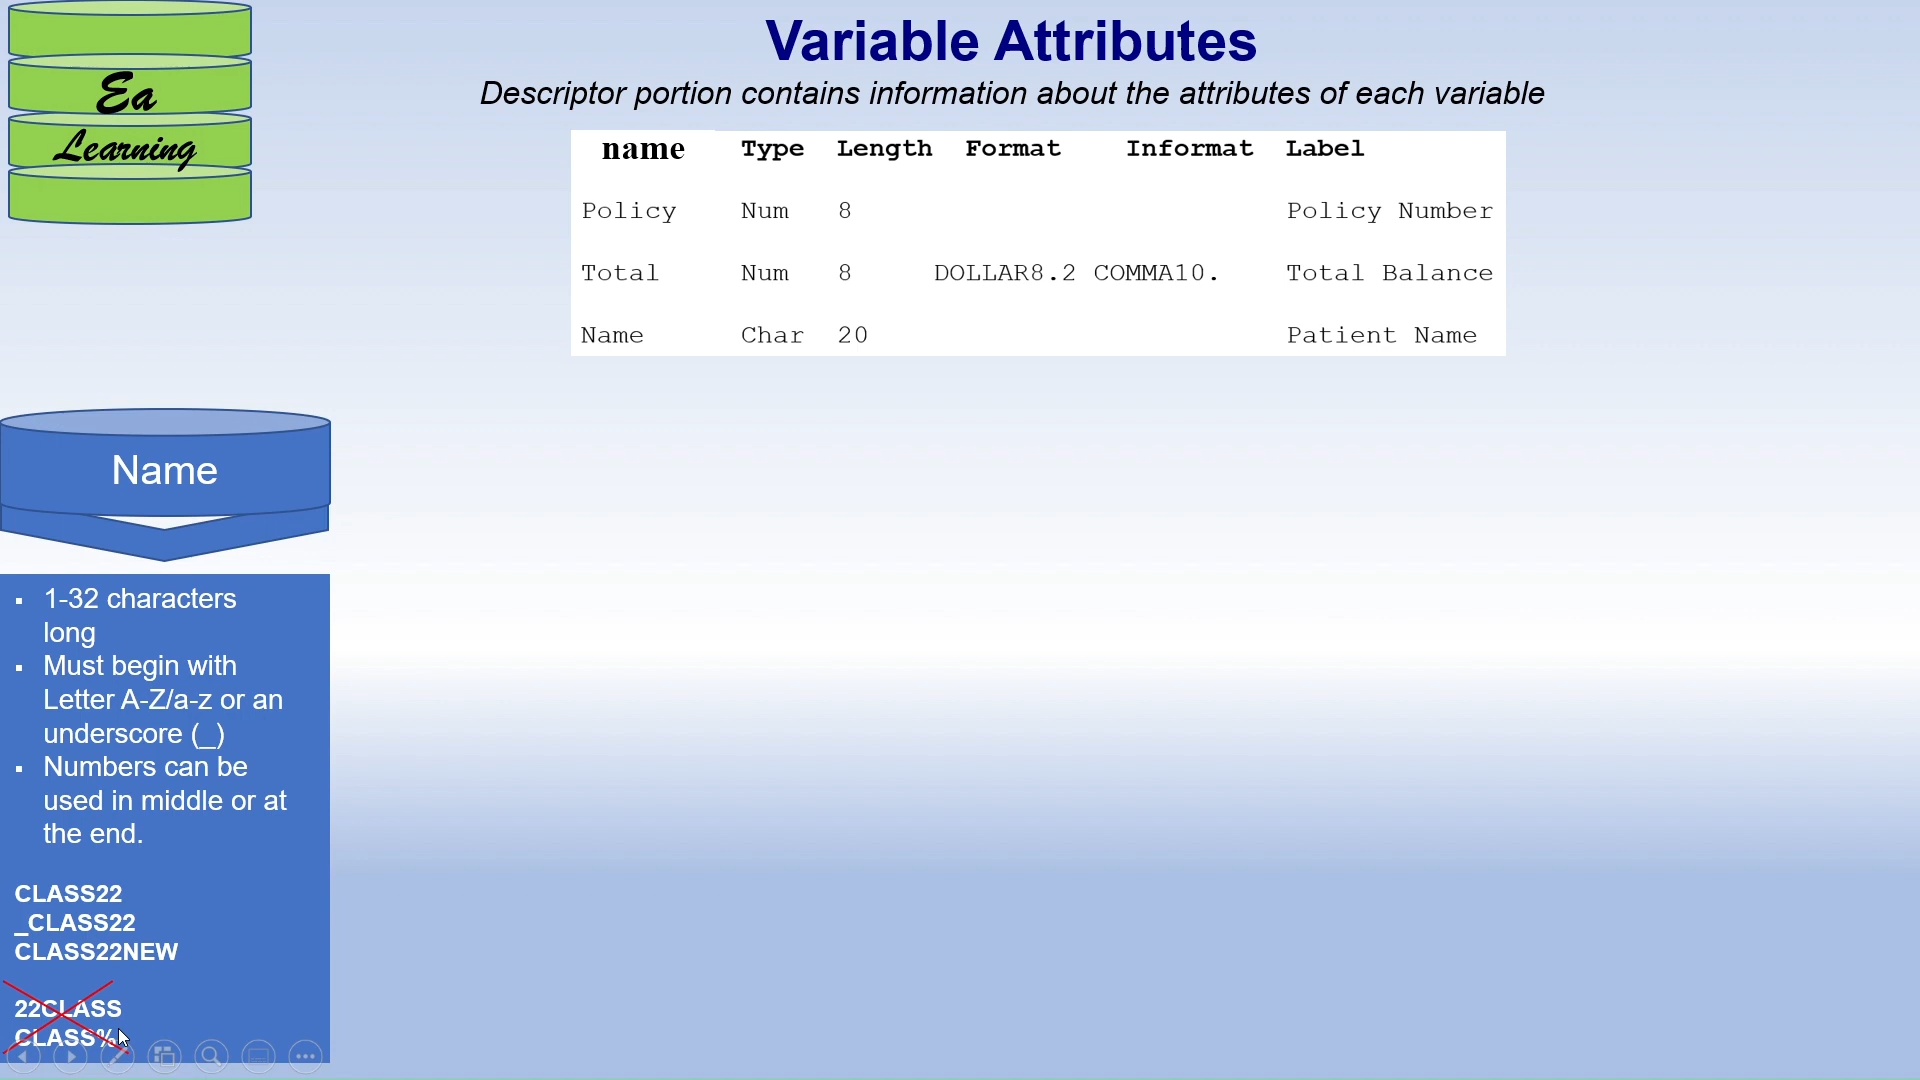 Ea
Learning
Variable Attributes
Descriptor portion contains information about the attributes of each variable
name Type Length Format Informat Label
Policy Num 8 Policy Number
Total Num 8 DOLLAR8.2 COMMA10. Total Balance
Name Char 20 Patient Name
Name
▪ 1-32 characters
long
▪ Must begin with
Letter A-Z/a-z or an
underscore (_)
▪ Numbers can be
used in middle or at
the end.
CLASS22
_CLASS22
CLASS22NEW
22CLASS
CLASS%